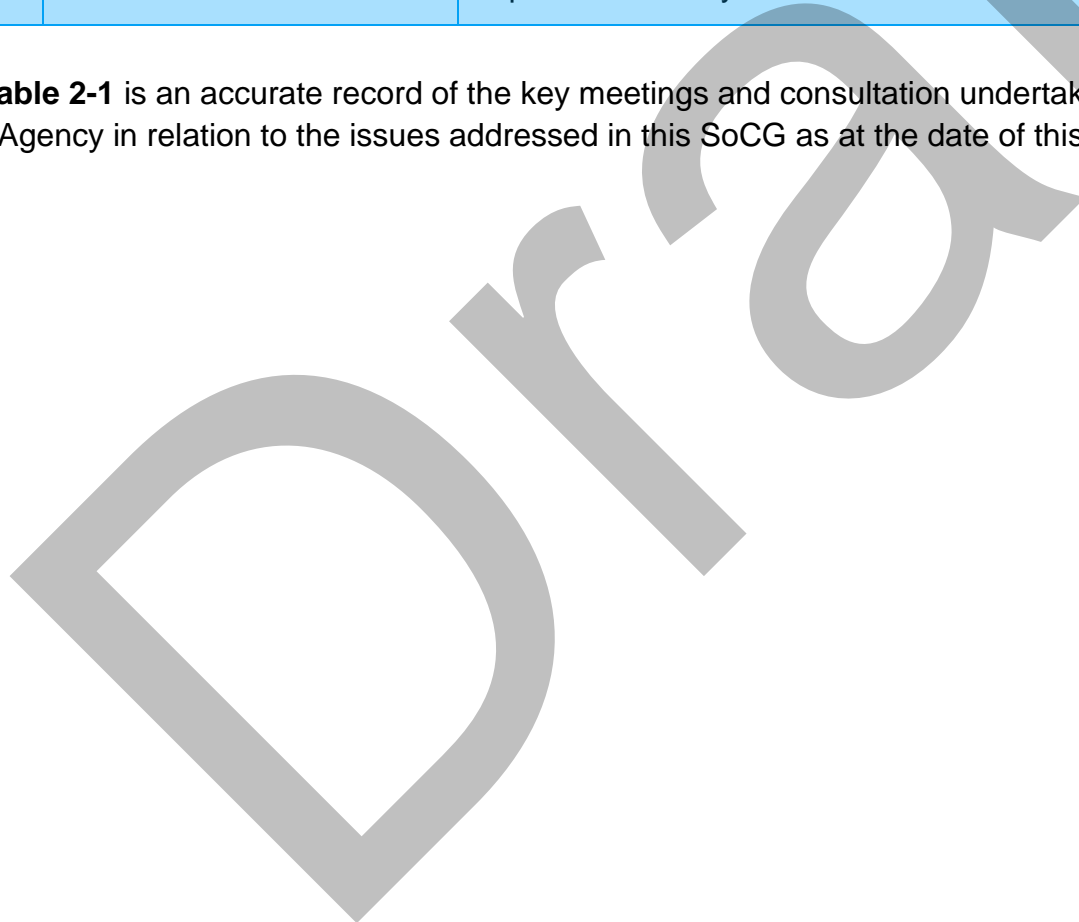 able 2-1 is an accurate record of the key meetings and consultation undertak
Agency in relation to the issues addressed in this SoCG as at the date of this
Dra